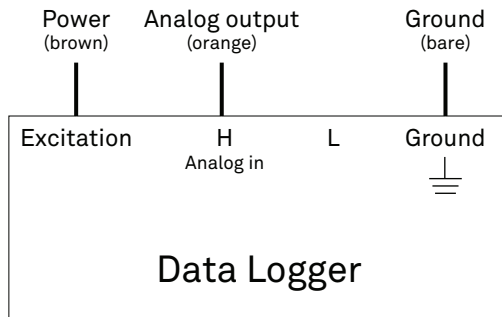 Power Analog output Ground
(brown) (orange) (bare)
Excitation H L Ground
Analog in
Data Logger